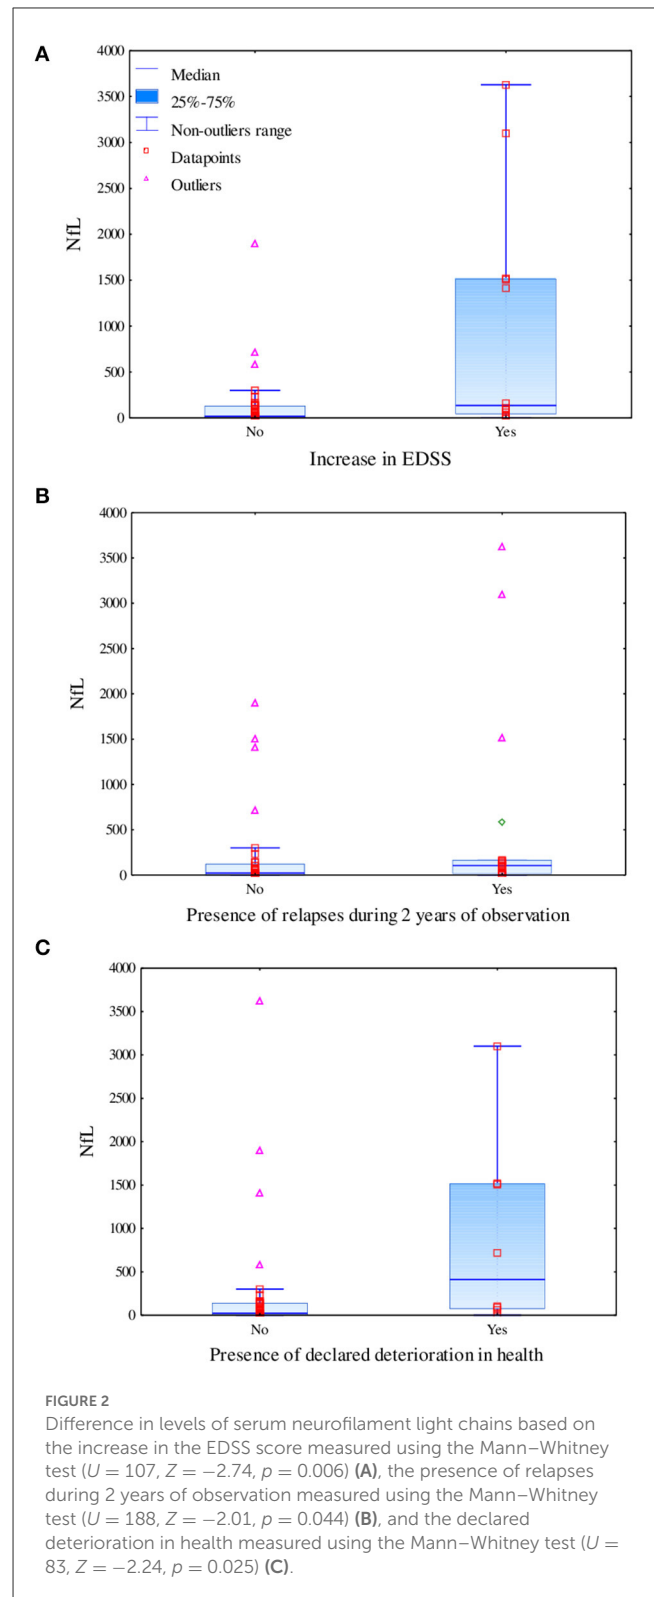 A
4000
3500
3000
2500
2000
1500
1000
500
0
NfL
Median
25%-75%
Non-outliers range
Datapoints
Outliers
No
Yes
Increase in EDSS
B
4000
3500
3000
2500
2000
1500
1000
500
0
NfL
No
Yes
Presence of relapses during 2 years of observation
C
4000
3500
3000
2500
2000
1500
1000
500
0
NfL
No
Yes
Presence of declared deterioration in health
FIGURE 2
Difference in levels of serum neurofilament light chains based on
the increase in the EDSS score measured using the Mann–Whitney
test (U = 107, Z = −2.74, p = 0.006) (A), the presence of relapses
during 2 years of observation measured using the Mann–Whitney
test (U = 188, Z = −2.01, p = 0.044) (B), and the declared
deterioration in health measured using the Mann–Whitney test (U =
83, Z = −2.24, p = 0.025) (C).